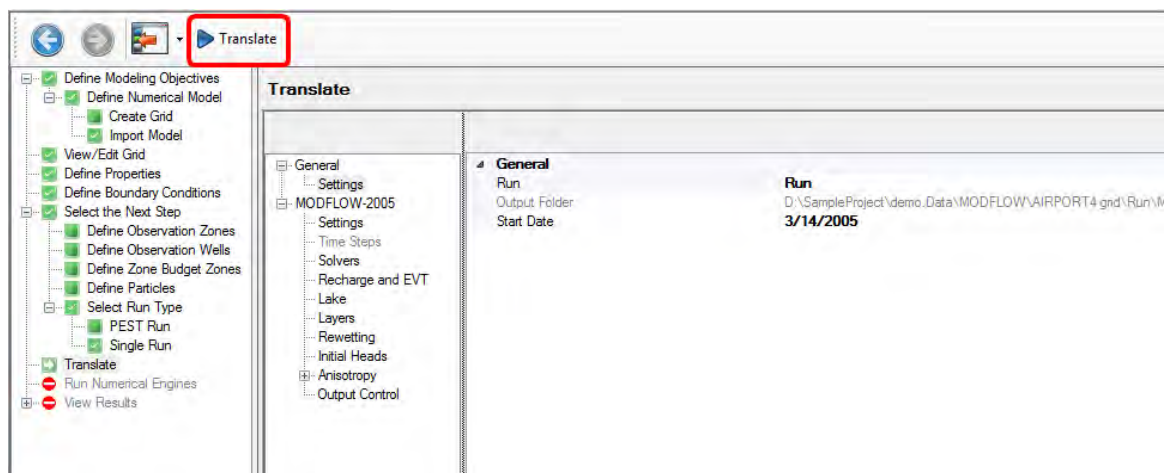 Translate
Define Modeling Objectives
Define Numerical Model
Create Grid
Import Model
View/Edit Grid
Define Properties
Define Boundary Conditions
Select the Next Step
Define Observation Zones
Define Observation Wells
Define Zone Budget Zones
Define Particles
Select Run Type
PEST Run
Single Run
Translate
Run Numerical Engines
View Results
Translate
General
Settings
MODFLOW-2005
Settings
Time Steps
Solvers
Recharge and EVT
Lake
Layers
Rewetting
Initial Heads
Anisotropy
Output Control
General
Run Run
Output Folder D:\SampleProject\demo.Data\MODFLOW\AIRPORT4 grid\Run\
Start Date 3/14/2005